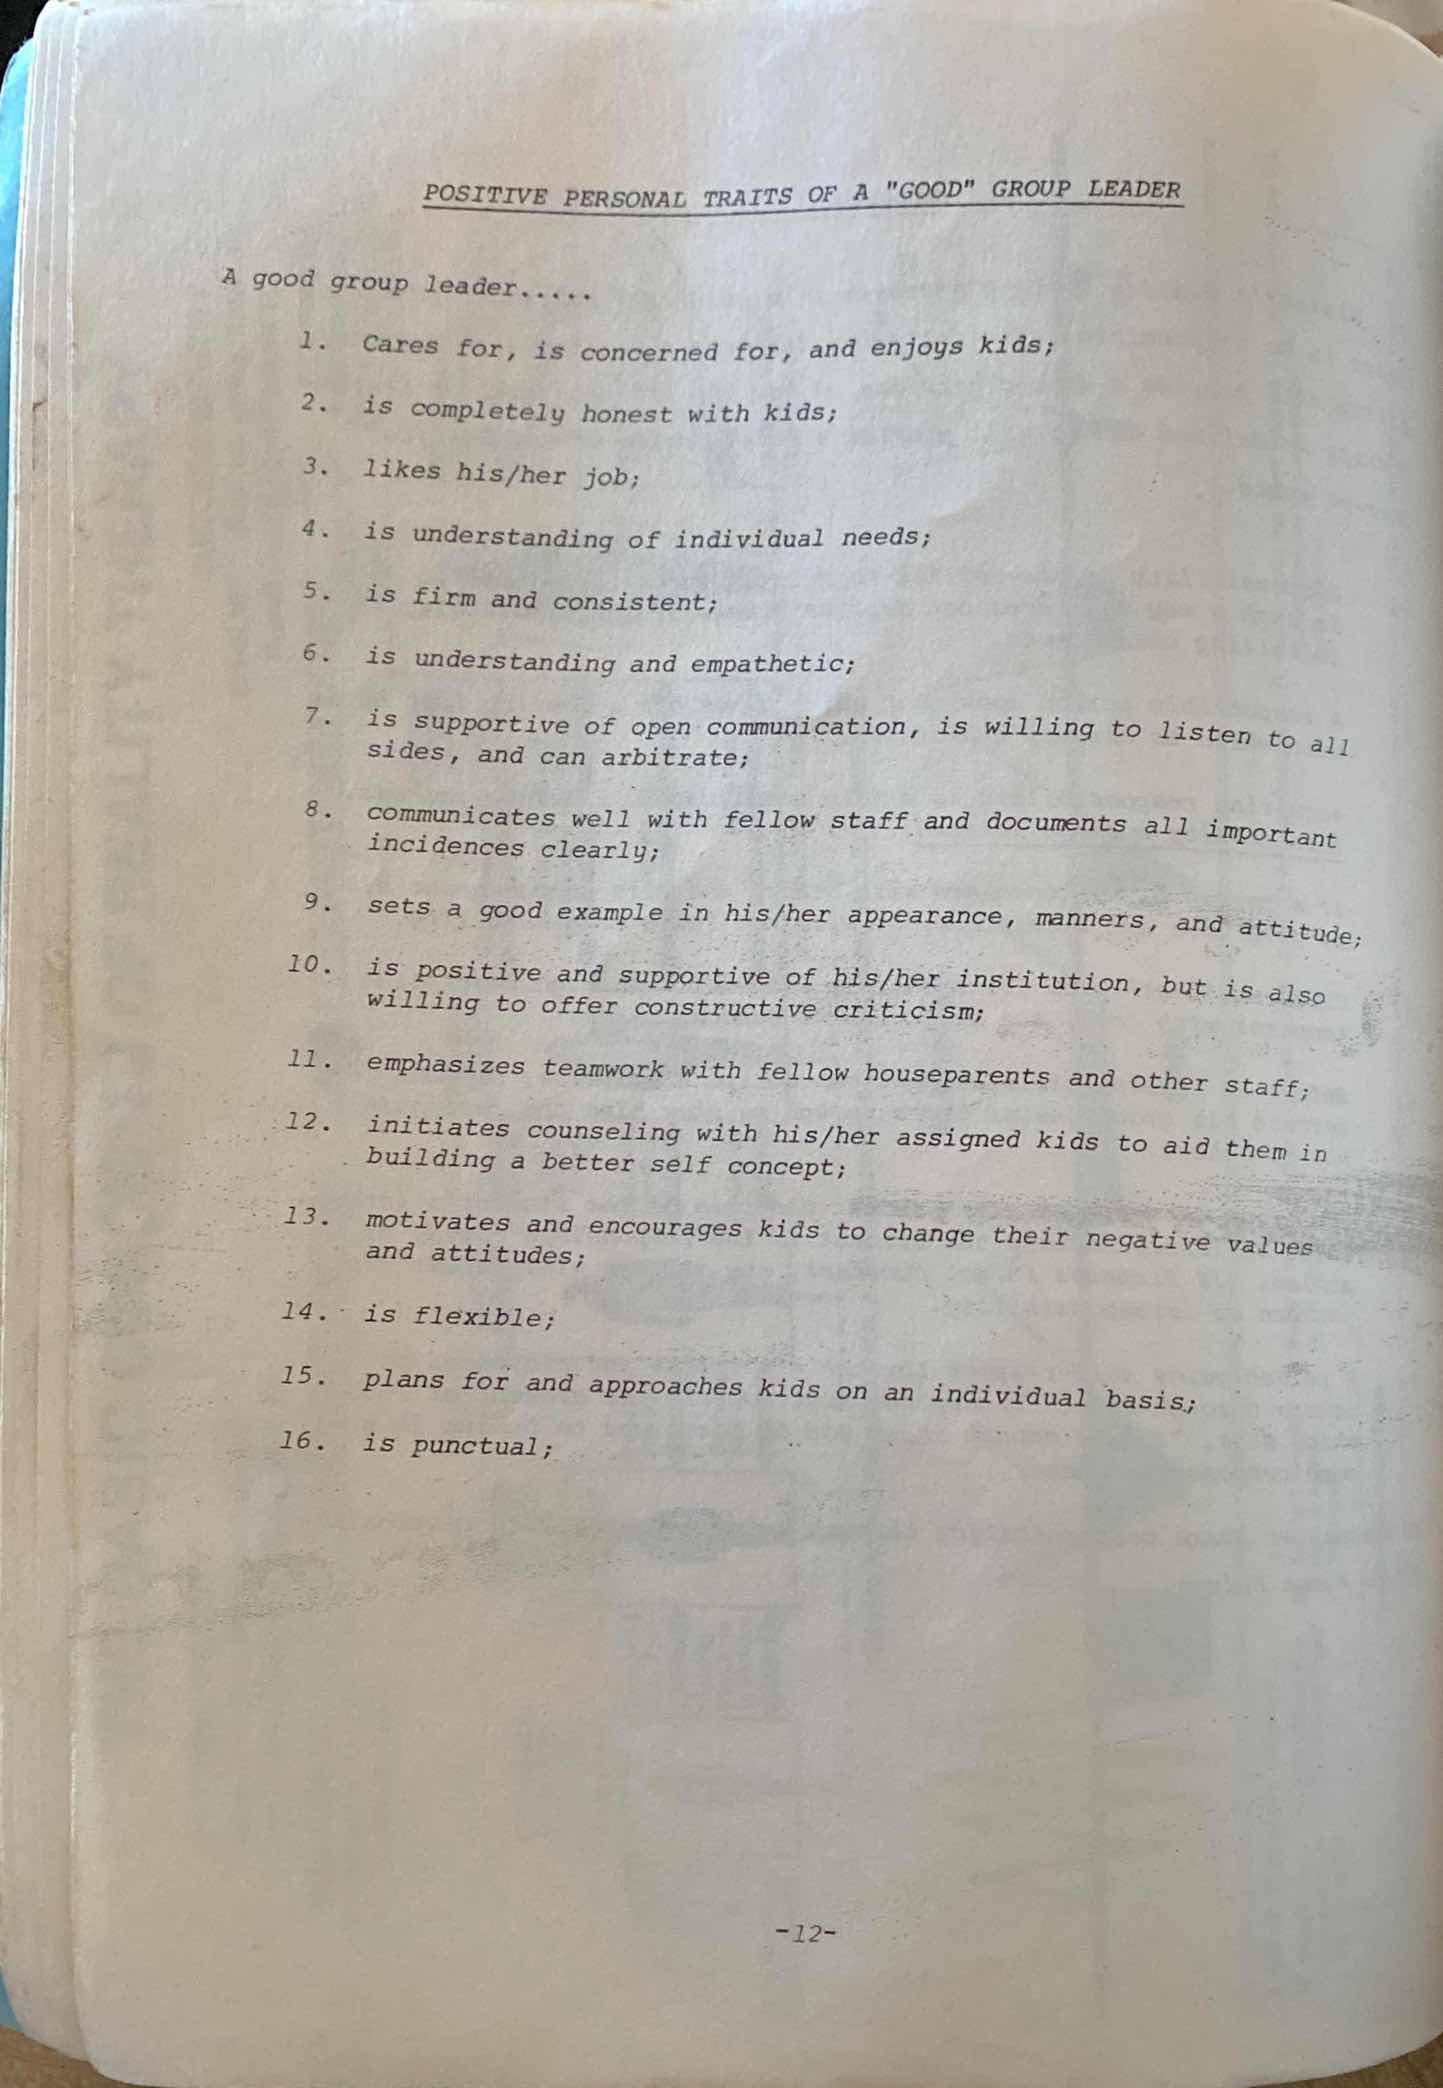 POSITIVE PERSONAL TRAITS OF A "GOOD" GROUP LEADER
A good group leader.....
1. Cares for, is concerned for, and enjoys kids;
2. is completely honest with kids;
3. likes his/her job;
4. is understanding of individual needs;
5. is firm and consistent;
6. is understanding and empathetic;
7. is supportive of open communication, is willing to listen to all
sides, and can arbitrate;
8. communicates well with fellow staff and documents all important
incidences clearly;
9. sets a good example in his/her appearance, manners, and attitude;
10. is positive and supportive of his/her institution, but is also
willing to offer constructive criticism;
11. emphasizes teamwork with fellow houseparents and other staff;
12. initiates counseling with his/her assigned kids to aid them in
building a better self concept;
13. motivates and encourages kids to change their negative values
and attitudes;
14. is flexible;
15. plans for and approaches kids on an individual basis;
16. is punctual;
-12-